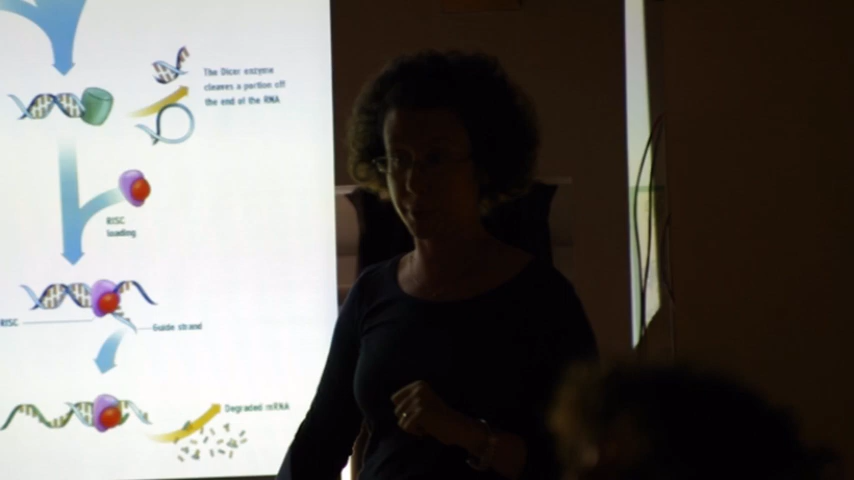 The Dicer enzyme
cleaves a portion off
the end of the RNA
RISC
loading
RISC
Guide strand
Degraded mRNA